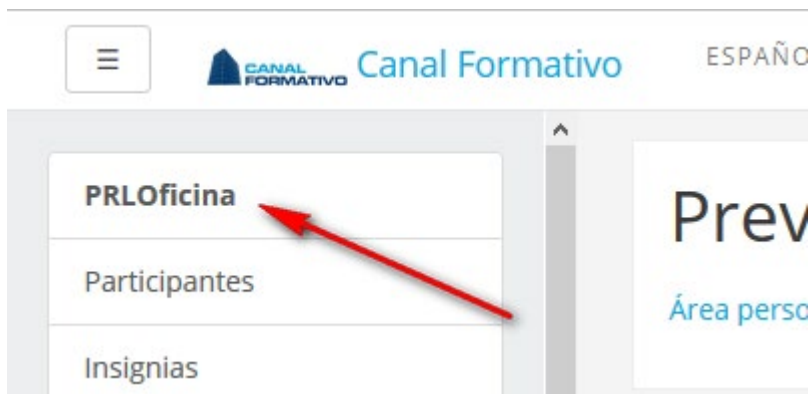 ☰ CANAL FORMATIVO Canal Formativo ESPAÑO
PRLOficina
Prev
Participantes
Área perso
Insignias